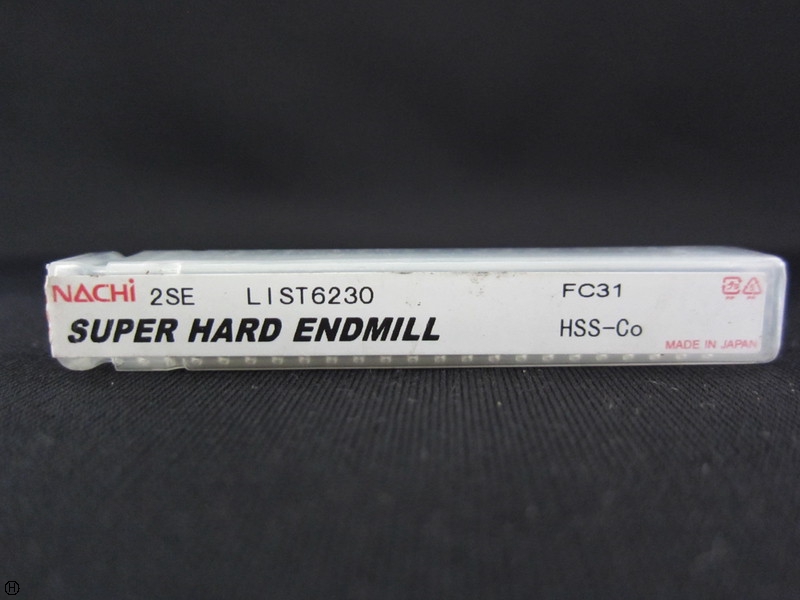 NACHi 2SE LIST6230 FC31
SUPER HARD ENDMILL HSS-Co
MADE IN JAPAN
H